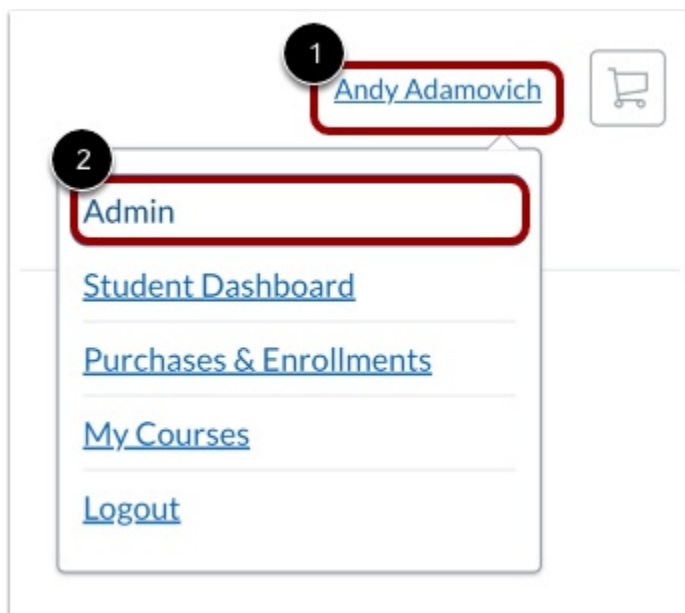 1
Andy Adamovich
2
Admin
Student Dashboard
Purchases & Enrollments
My Courses
Logout